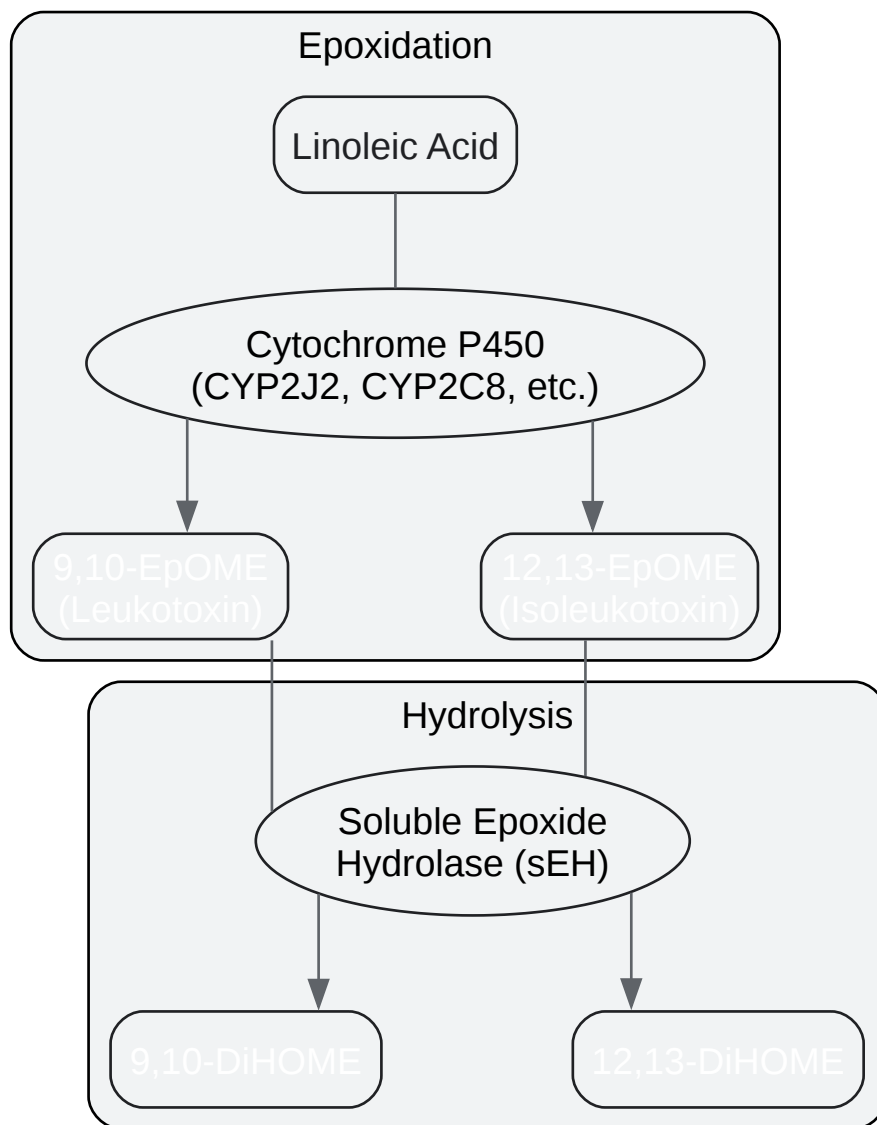 Epoxidation
Linoleic Acid
Cytochrome P450
(CYP2J2, CYP2C8, etc.)
9,10-EpOME
(Leukotoxin)
12,13-EpOME
(Isoleukotoxin)
Hydrolysis
Soluble Epoxide
Hydrolase (sEH)
9,10-DiHOME
12,13-DiHOME